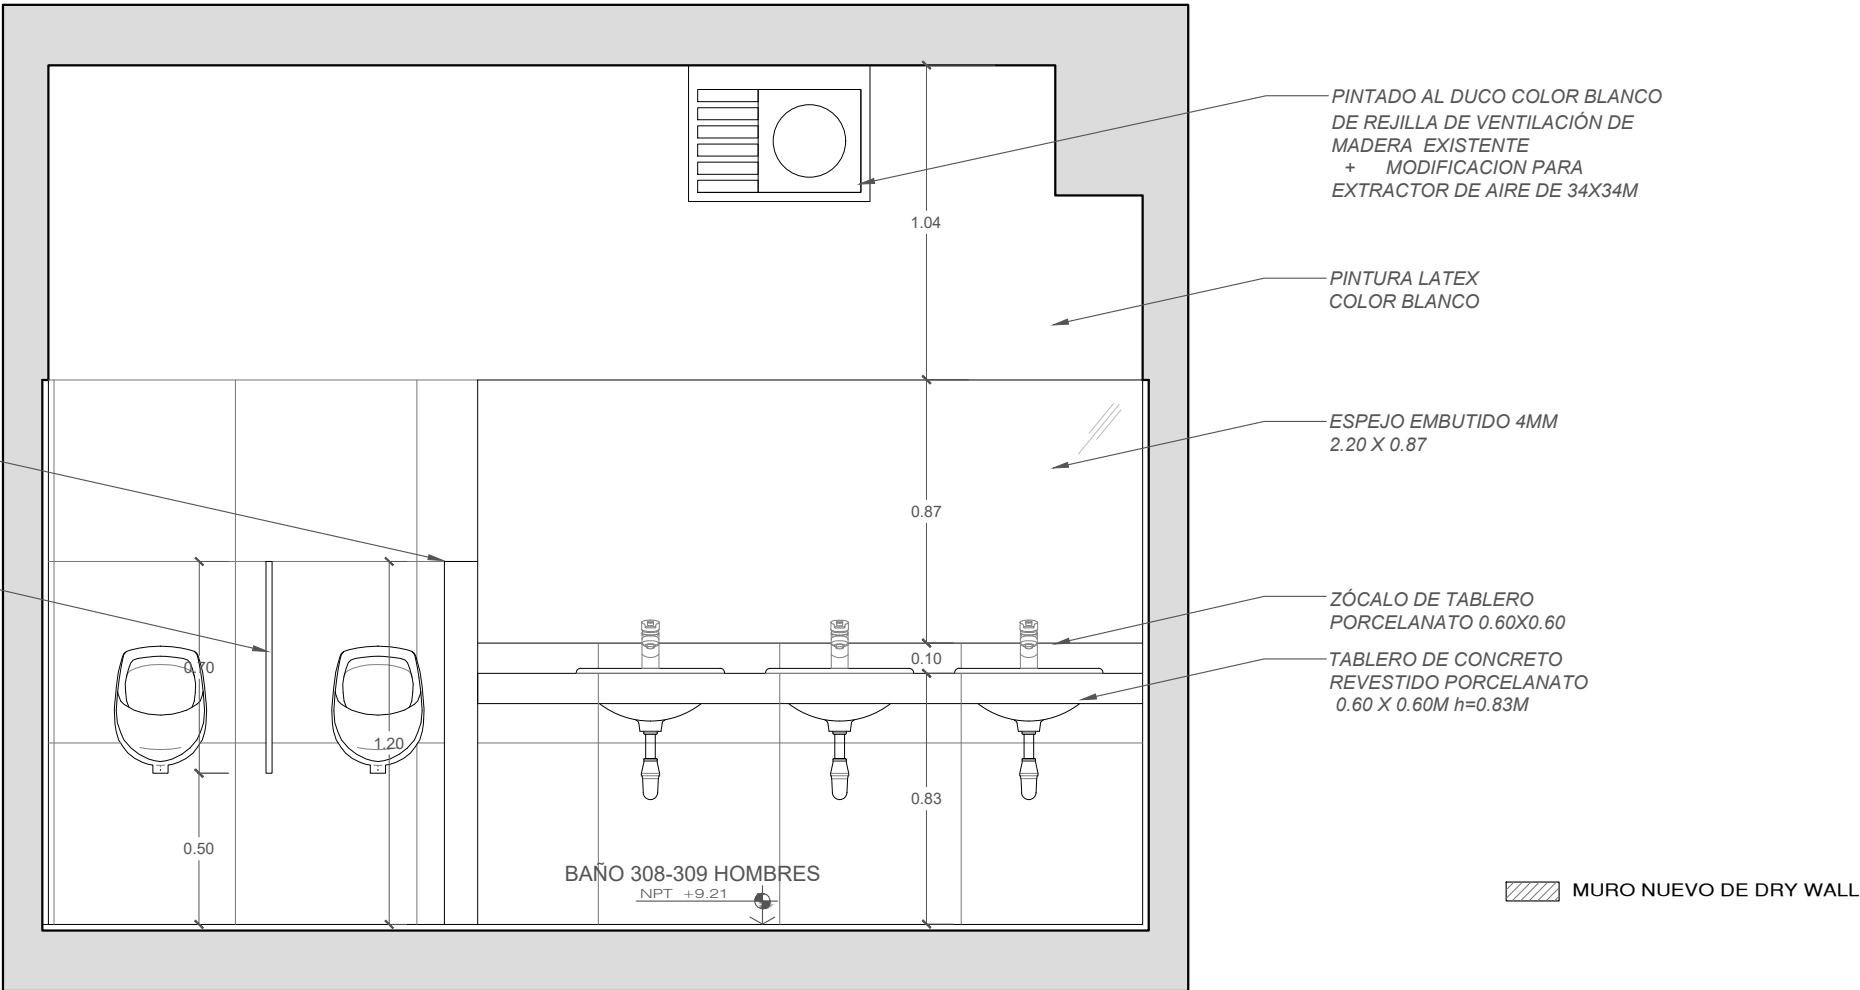 PINTADO AL DUCO COLOR BLANCO
DE REJILLA DE VENTILACIÓN DE
MADERA EXISTENTE
+ MODIFICACION PARA
EXTRACTOR DE AIRE DE 34X34M
1.04
PINTURA LATEX
COLOR BLANCO
ESPEJO EMBUTIDO 4MM
2.20 X 0.87
0.87
ZÓCALO DE TABLERO
PORCELANATO 0.60X0.60
0.10
TABLERO DE CONCRETO
REVESTIDO PORCELANATO
0.60 X 0.60M h=0.83M
0.70
1.20
0.83
0.50
BAÑO 308-309 HOMBRES
NPT +9.21
MURO NUEVO DE DRY WALL